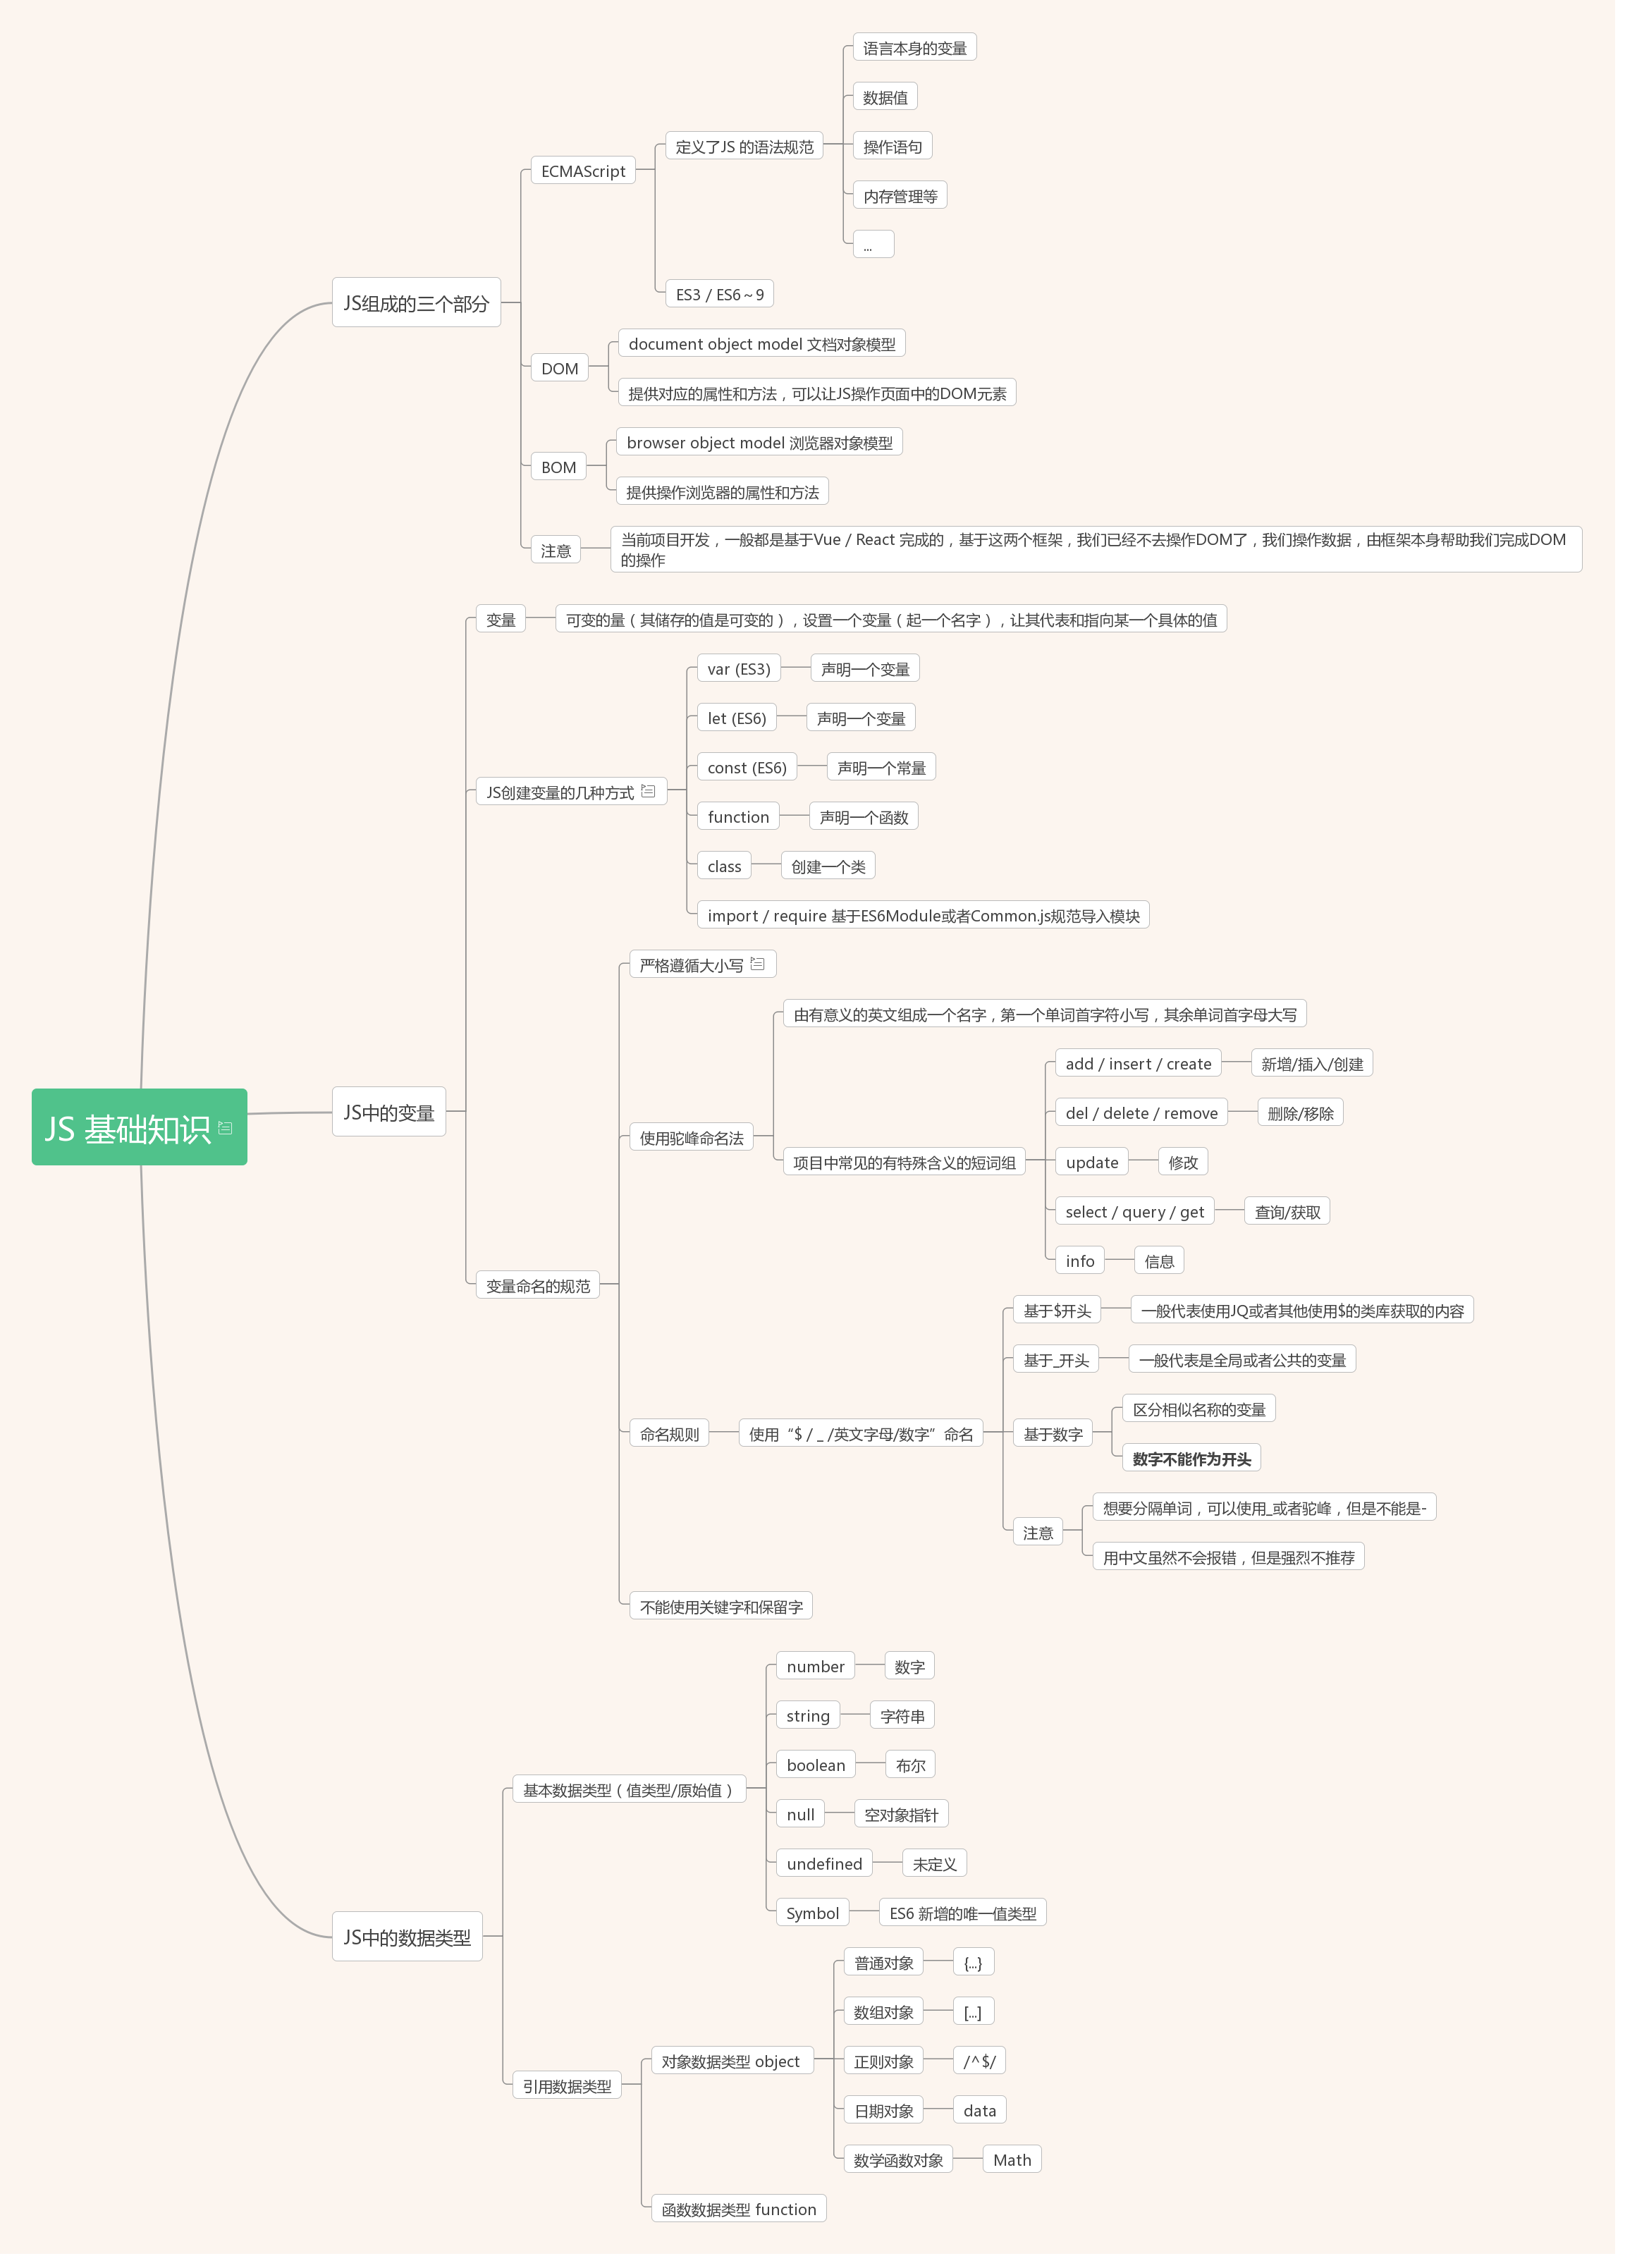 JS 基础知识
JS组成的三个部分
ECMAScript
定义了JS 的语法规范
语言本身的变量
数据值
操作语句
内存管理等
...
ES3 / ES6～9
DOM
document object model 文档对象模型
提供对应的属性和方法，可以让JS操作页面中的DOM元素
BOM
browser object model 浏览器对象模型
提供操作浏览器的属性和方法
注意
当前项目开发，一般都是基于Vue / React 完成的，基于这两个框架，我们已经不去操作DOM了，我们操作数据，由框架本身帮助我们完成DOM
的操作
JS中的变量
变量
可变的量（其储存的值是可变的），设置一个变量（起一个名字），让其代表和指向某一个具体的值
JS创建变量的几种方式
var (ES3)
声明一个变量
let (ES6)
声明一个变量
const (ES6)
声明一个常量
function
声明一个函数
class
创建一个类
import / require 基于ES6Module或者Common.js规范导入模块
变量命名的规范
严格遵循大小写
使用驼峰命名法
由有意义的英文组成一个名字，第一个单词首字符小写，其余单词首字母大写
项目中常见的有特殊含义的短词组
add / insert / create
新增/插入/创建
del / delete / remove
删除/移除
update
修改
select / query / get
查询/获取
info
信息
命名规则
使用“$ / _ /英文字母/数字”命名
基于$开头
一般代表使用JQ或者其他使用$的类库获取的内容
基于_开头
一般代表是全局或者公共的变量
基于数字
区分相似名称的变量
数字不能作为开头
注意
想要分隔单词，可以使用_或者驼峰，但是不能是-
用中文虽然不会报错，但是强烈不推荐
不能使用关键字和保留字
JS中的数据类型
基本数据类型（值类型/原始值）
number
数字
string
字符串
boolean
布尔
null
空对象指针
undefined
未定义
Symbol
ES6 新增的唯一值类型
引用数据类型
对象数据类型 object
普通对象
{...}
数组对象
[...]
正则对象
/^$/
日期对象
data
数学函数对象
Math
函数数据类型 function